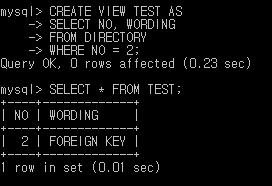 mysql> CREATE VIEW TEST AS
    -> SELECT NO, WORDING
    -> FROM DIRECTORY
    -> WHERE NO = 2;
Query OK, 0 rows affected (0.23 sec)

mysql> SELECT * FROM TEST;
+----+-------------+
| NO | WORDING     |
+----+-------------+
|  2 | FOREIGN KEY |
+----+-------------+
1 row in set (0.01 sec)